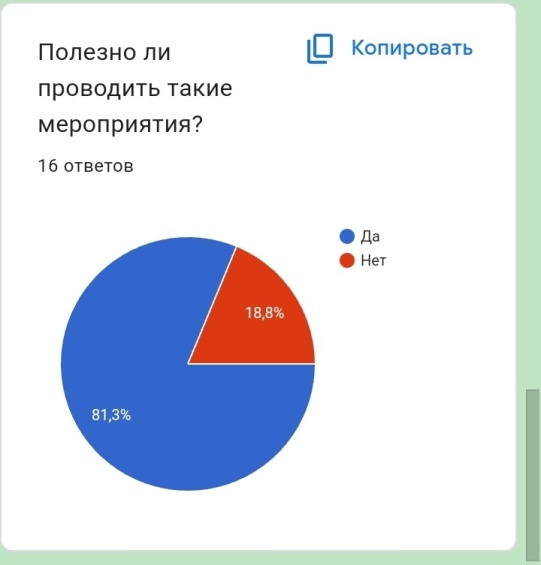 Полезно ли
проводить такие
мероприятия?
Копировать
16 ответов
Да
Нет
18,8%
81,3%